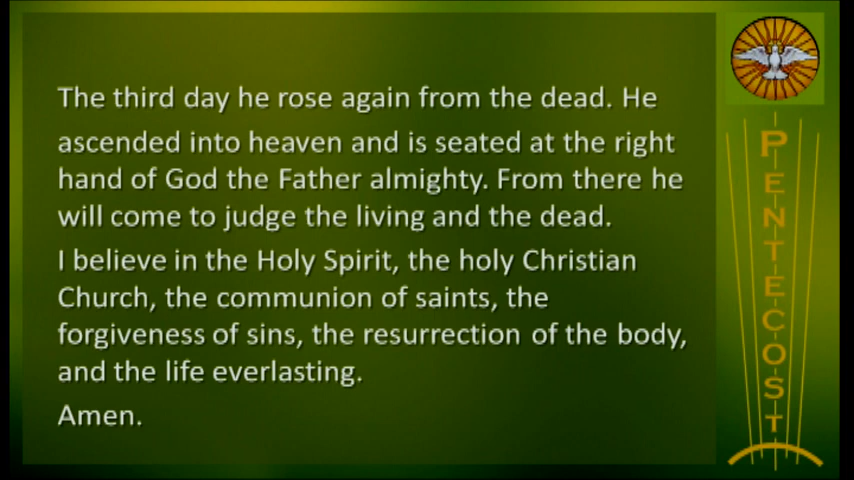 The third day he rose again from the dead. He
ascended into heaven and is seated at the right
hand of God the Father almighty. From there he
will come to judge the living and the dead.
I believe in the Holy Spirit, the holy Christian
Church, the communion of saints, the
forgiveness of sins, the resurrection of the body,
and the life everlasting.
Amen.
PENTECOST